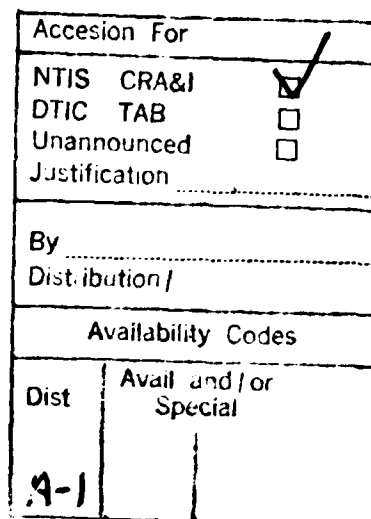 Accesion For
NTIS CRA&I
DTIC TAB
Unannounced
Justification
By
Distribution /
Availability Codes
Dist
Avail and / or
Special
A-1